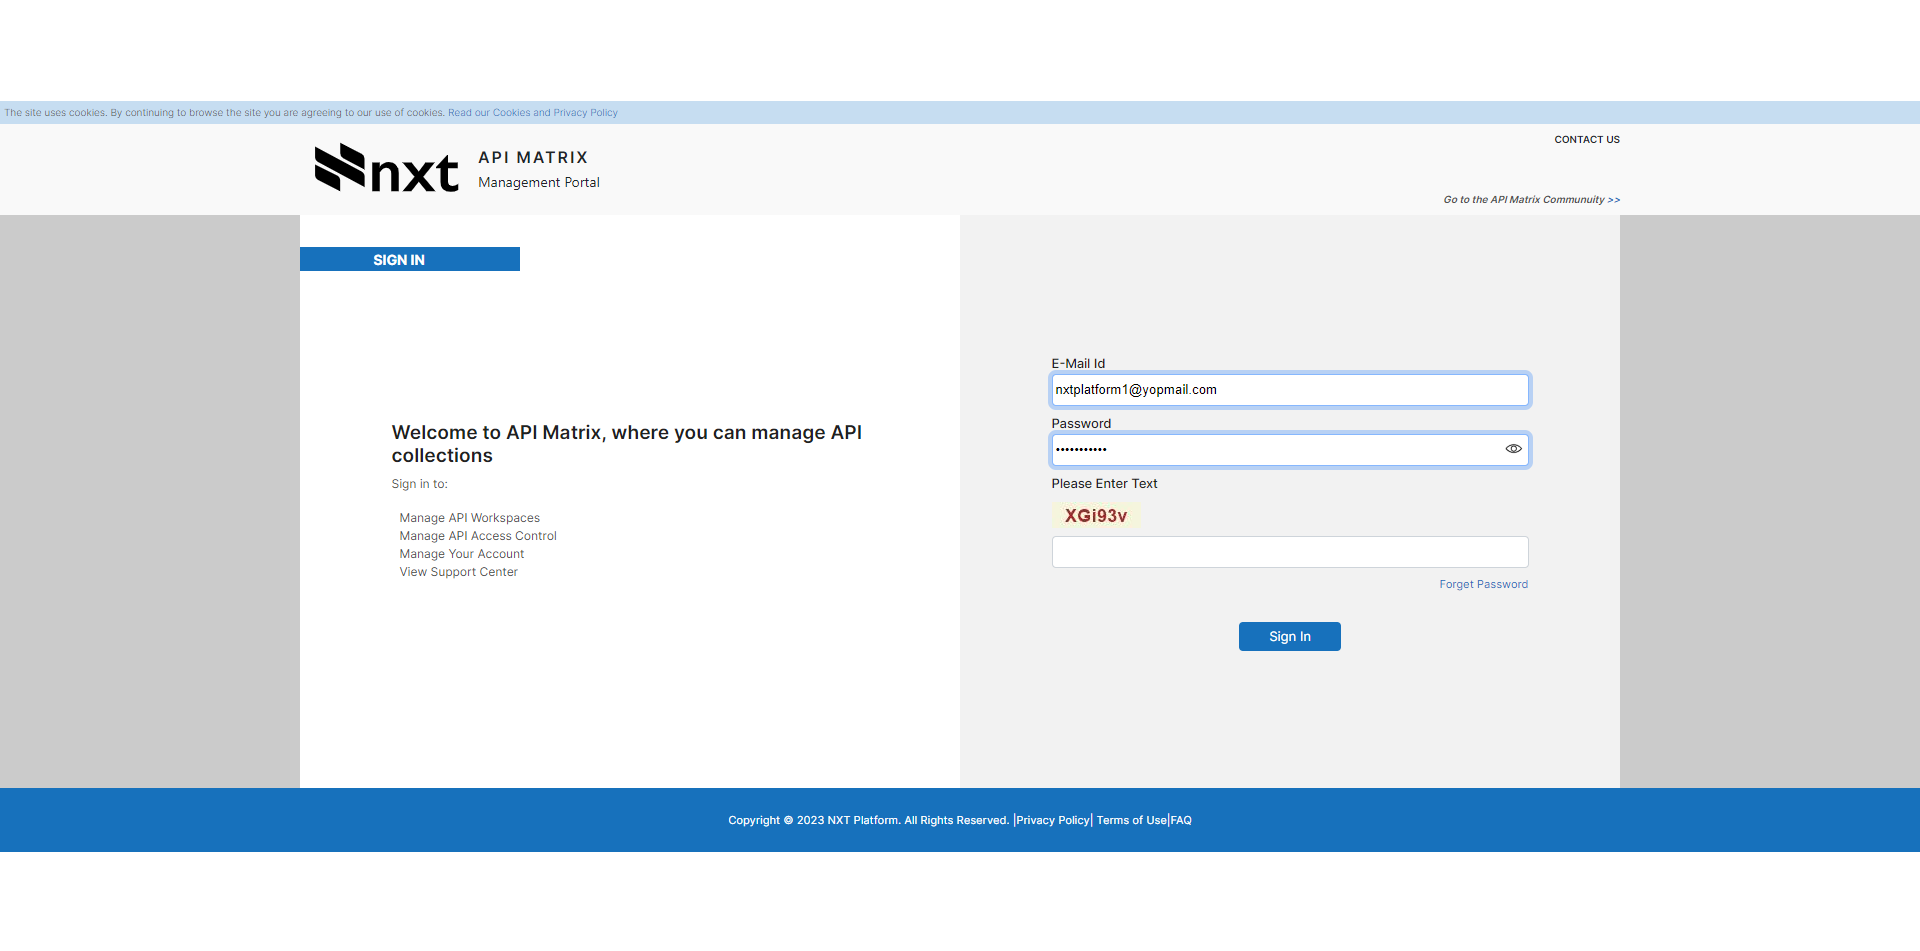 The site uses cookies. By continuing to browse the site you are agreeing to our use of cookies. Read our Cookies and Privacy Policy
CONTACT US
nxt
API MATRIX
Management Portal
Go to the API Matrix Communuity >>
SIGN IN
Welcome to API Matrix, where you can manage API
collections
Sign in to:
Manage API Workspaces
Manage API Access Control
Manage Your Account
View Support Center
E-Mail Id
nxtplatform1@yopmail.com
Password
•••••••••••
Please Enter Text
XGi93v
Forget Password
Sign In
Copyright © 2023 NXT Platform. All Rights Reserved. |Privacy Policy| Terms of Use|FAQ